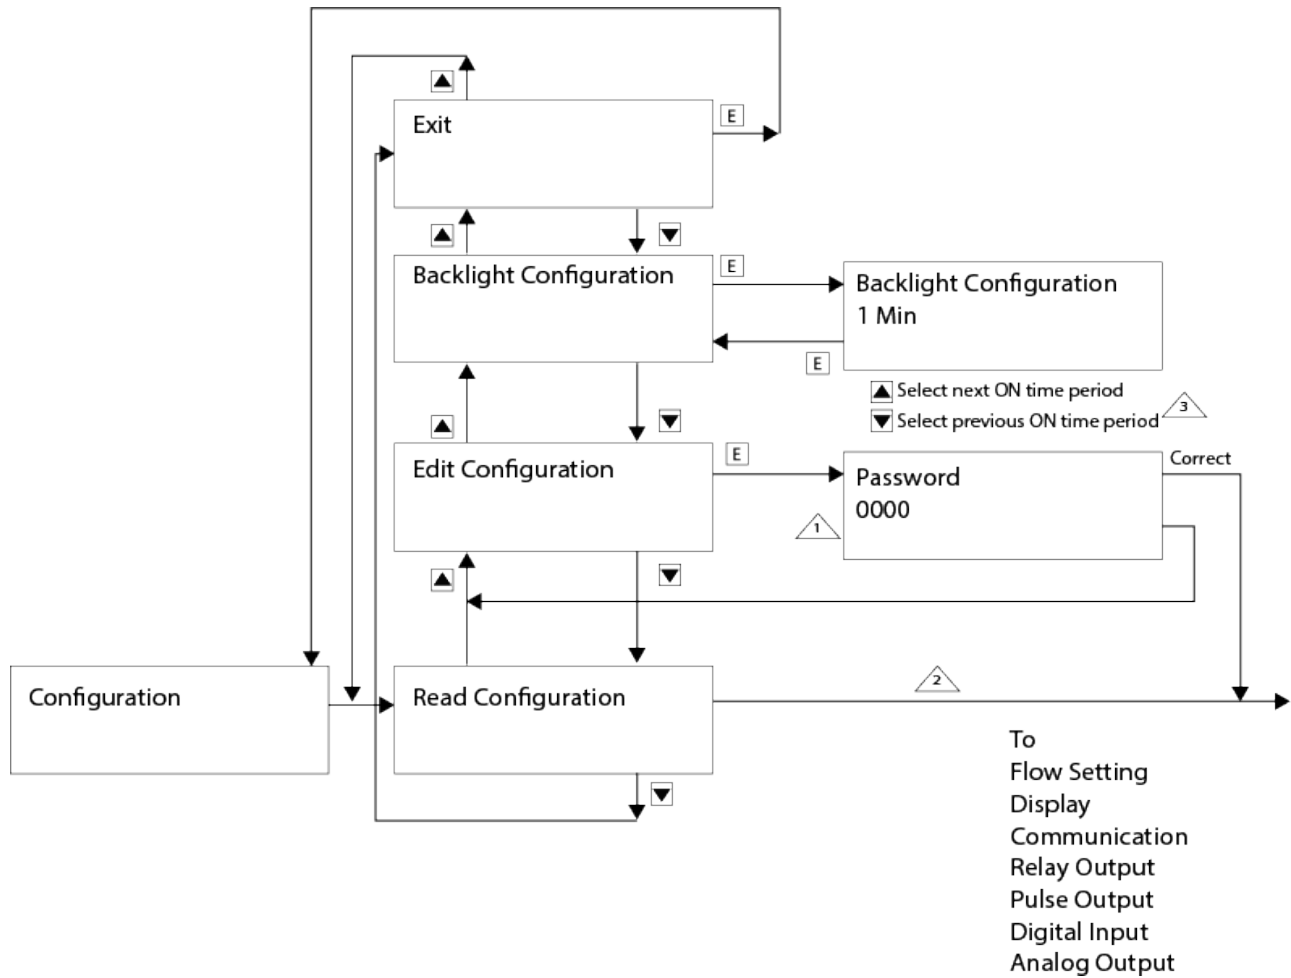 E
Exit
E
Backlight Configuration
Backlight Configuration
1 Min
E
Select next ON time period
Select previous ON time period
3
E
Edit Configuration
Password
0000
Correct
1
2
Configuration
Read Configuration
To
Flow Setting
Display
Communication
Relay Output
Pulse Output
Digital Input
Analog Output